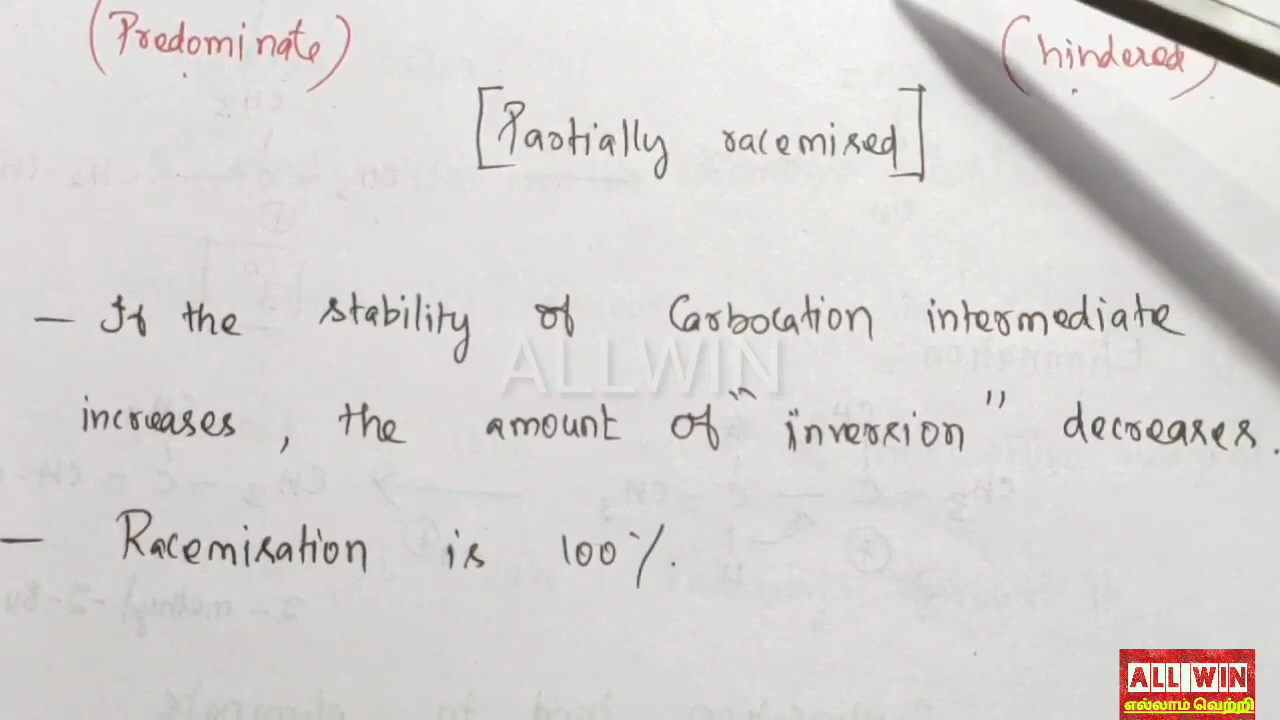 (Predominate) (hindered)
[Partially racemised]
– If the stability of Carbocation intermediate
increases, the amount of "inversion" decreases.
– Racemisation is 100%.
ALLWIN
ALL WIN
எல்லாம் வெற்றி